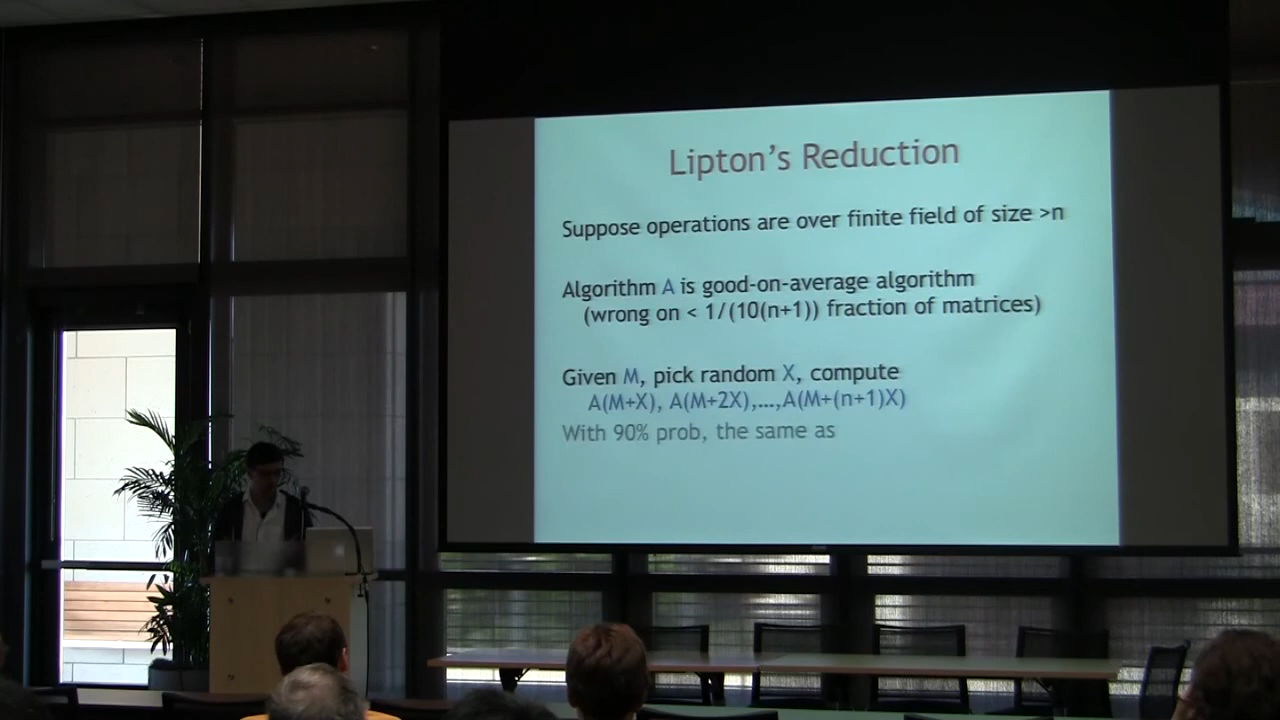 Lipton's Reduction
Suppose operations are over finite field of size >n
Algorithm A is good-on-average algorithm
(wrong on < 1/(10(n+1)) fraction of matrices)
Given M, pick random X, compute
A(M+X), A(M+2X),…,A(M+(n+1)X)
With 90% prob, the same as